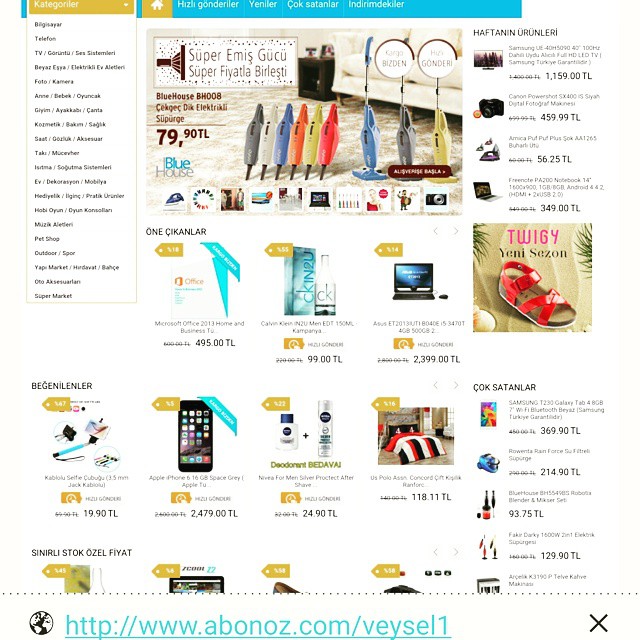 Kategoriler
Hızlı gönderiler Yeniler Çok satanlar İndirimdekiler
Bilgisayar
Telefon
TV / Görüntü / Ses Sistemleri
Beyaz Eşya / Elektrikli Ev Aletleri
Foto / Kamera
Anne / Bebek / Oyuncak
Giyim / Ayakkabı / Çanta
Kozmetik / Bakım / Sağlık
Saat / Gözlük / Aksesuar
Takı / Mücevher
Isıtma / Soğutma Sistemleri
Ev / Dekorasyon / Mobilya
Hediyelik / İlginç / Pratik Ürünler
Hobi Oyun / Oyun Konsolları
Müzik Aletleri
Pet Shop
Outdoor / Spor
Yapı Market / Hırdavat / Bahçe
Oto Aksesuarları
Süper Market
Süper Emiş Gücü
Süper Fiyatla Birleşti
BlueHouse BH008
Çekgeç Dik Elektrikli
Süpürge
79,90TL
Blue
House
Kargo
BİZDEN
Hızlı
GÖNDERİ
ALIŞVERİŞE BAŞLA »
HAFTANIN ÜRÜNLERİ
Samsung UE-40H5090 40" 100Hz
Dahili Uydu Alıcılı Full HD LED TV (
Samsung Türkiye Garantilidir )
1,400.00 TL 1,159.00 TL
Canon Powershot SX400 IS Siyah
Dijital Fotoğraf Makinesi
699.99 TL 459.99 TL
Arnica Puf Puf Plus Şok AA1265
Buharlı Ütü
60.00 TL 56.25 TL
Freenote PA200 Notebook 14"
1600x900, 1GB-8GB, Android 4.4.2,
(HDMI + 2xUSB 2.0)
549.00 TL 349.00 TL
TWIGY
Yeni Sezon
ÖNE ÇIKANLAR
%18
Office
Microsoft Office 2013 Home and
Business Tu...
600.00 TL 495.00 TL
%55
Calvin Klein IN2U Men EDT 150ML -
Kampanya...
HIZLI GÖNDERİ
220.00 TL 99.00 TL
%14
Asus ET2013IUTI B040E i5 3470T
4GB 500GB 2...
HIZLI GÖNDERİ
2,800.00 TL 2,399.00 TL
BEĞENİLENLER
%67
Kablolu Selfie Çubuğu (3,5 mm
Jack Kablolu)
HIZLI GÖNDERİ
59.90 TL 19.90 TL
%5
Apple iPhone 6 16 GB Space Grey (
Apple Tu...
HIZLI GÖNDERİ
2,600.00 TL 2,479.00 TL
%23
Deodorant BEDAVA!
Nivea For Men Silver Proctect After
Shave ...
HIZLI GÖNDERİ
32.00 TL 24.90 TL
%16
Us Polo Assn. Concord Çift Kişilik
Ranforc...
140.00 TL 118.11 TL
ÇOK SATANLAR
SAMSUNG T230 Galaxy Tab 4 8GB
7" Wi-Fi Bluetooth Beyaz (Samsung
Türkiye Garantilidir)
450.00 TL 369.90 TL
Rowenta Rain Force Su Filtreli
Süpürge
290.00 TL 214.90 TL
BlueHouse BH554BS Robota
Blender & Mikser Seti
93.75 TL
Fakir Darky 1600W 2in1 Elektrik
Süpürgesi
160.00 TL 129.90 TL
Arçelik K3190 P Telve Kahve
Makinası
SINIRLI STOK ÖZEL FİYAT
%45
%6
ZCOOL Z2
%58
%58
http://www.abonoz.com/veysel1